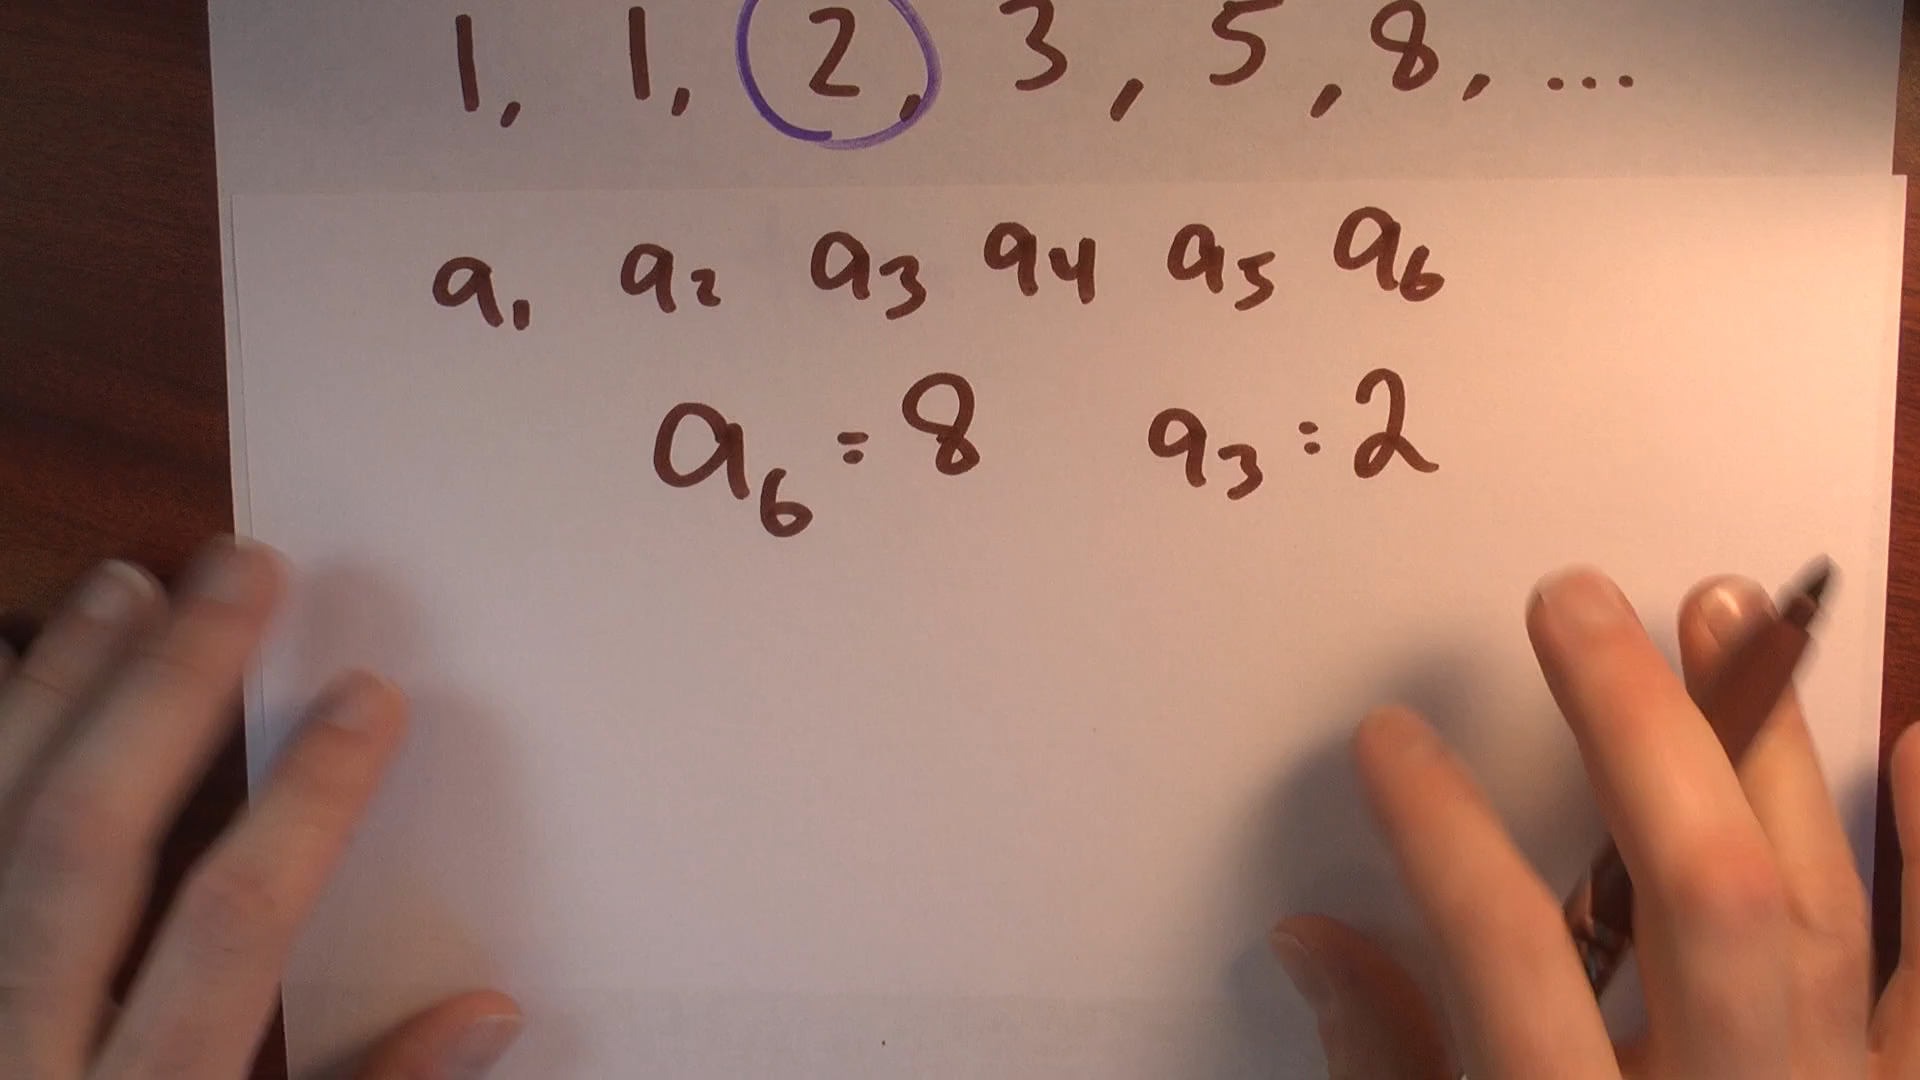 1, 1, 2, 3, 5, 8, ...
a1 a2 a3 a4 a5 a6
a6 = 8 a3 = 2